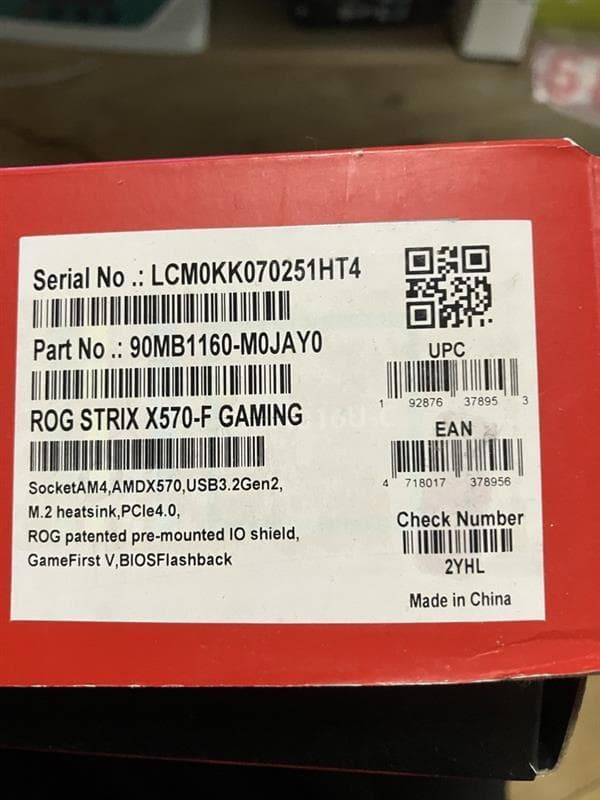 Serial No .: LCM0KK070251HT4
Part No .: 90MB1160-M0JAY0
ROG STRIX X570-F GAMING
SocketAM4,AMDX570,USB3.2Gen2,
M.2 heatsink,PCIe4.0,
ROG patented pre-mounted IO shield,
GameFirst V,BIOSFlashback
UPC
1 92876 37895 3
EAN
4 718017 378956
Check Number
2YHL
Made in China